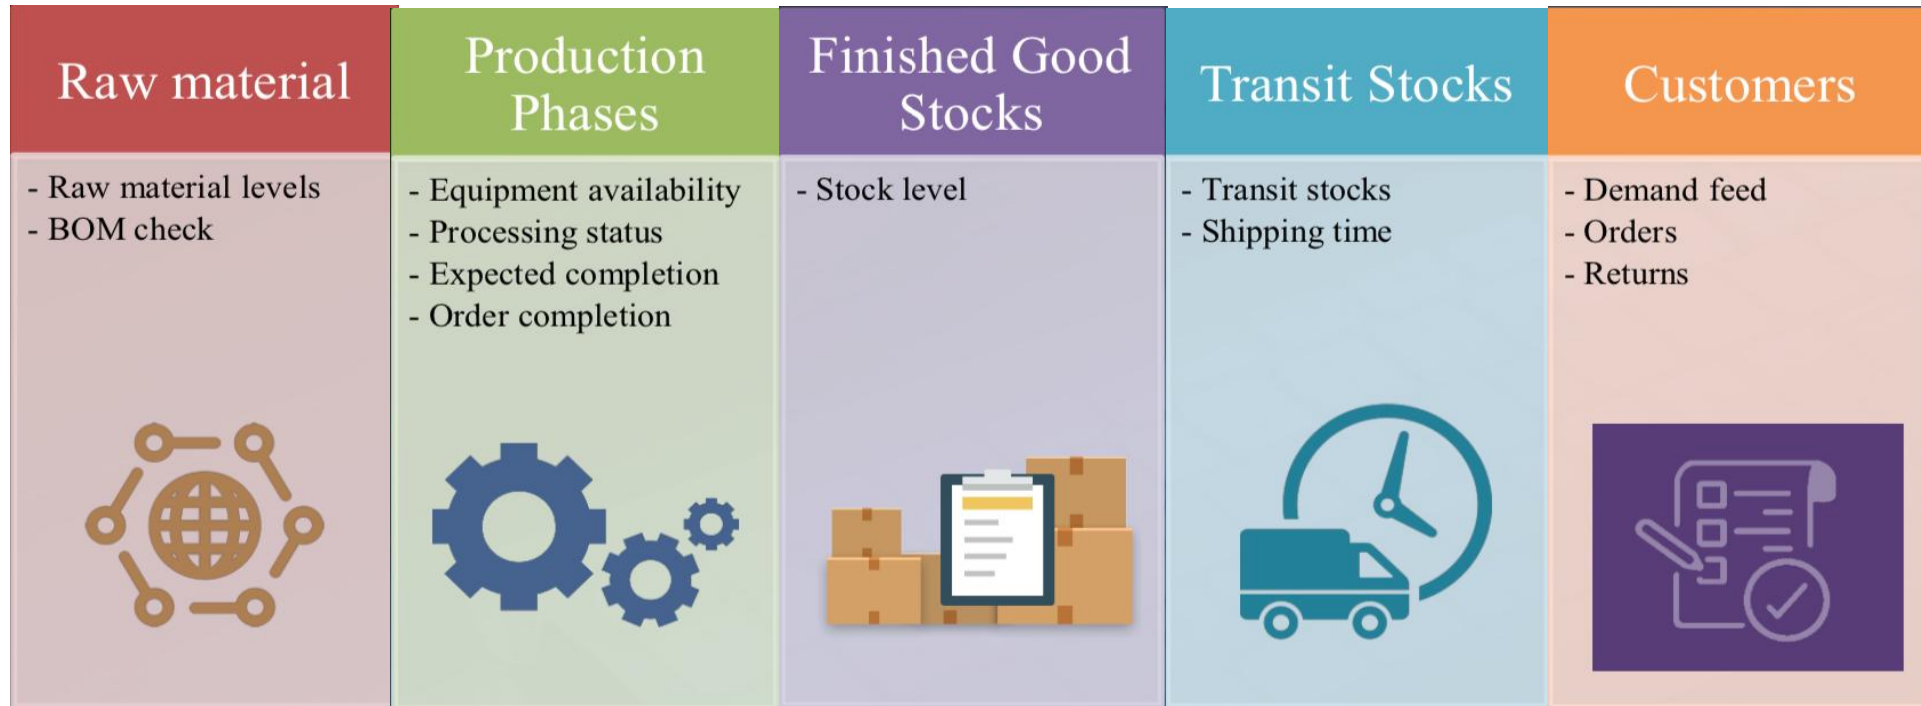 Raw material
- Raw material levels
- BOM check
Production
Phases
- Equipment availability
- Processing status
- Expected completion
- Order completion
Finished Good
Stocks
- Stock level
Transit Stocks
- Transit stocks
- Shipping time
Customers
- Demand feed
- Orders
- Returns